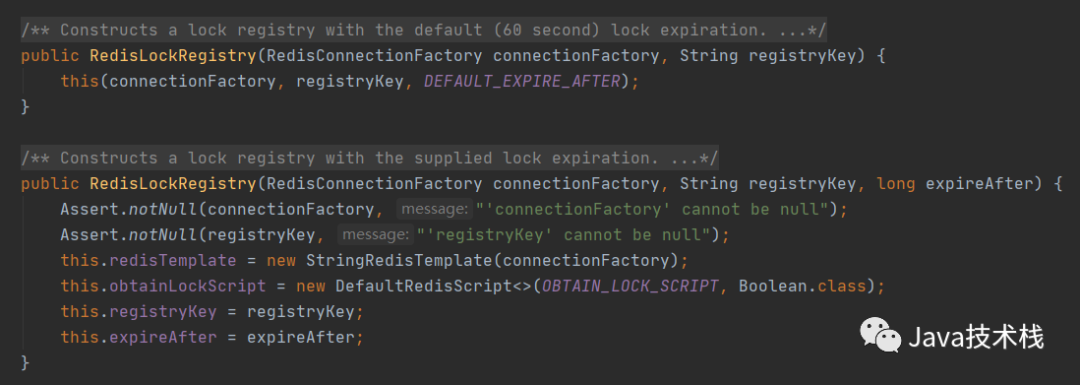 /** Constructs a lock registry with the default (60 second) lock expiration. ...*/
public RedisLockRegistry(RedisConnectionFactory connectionFactory, String registryKey) {
    this(connectionFactory, registryKey, DEFAULT_EXPIRE_AFTER);
}
/** Constructs a lock registry with the supplied lock expiration. ...*/
public RedisLockRegistry(RedisConnectionFactory connectionFactory, String registryKey, long expireAfter) {
    Assert.notNull(connectionFactory, message: "'connectionFactory' cannot be null");
    Assert.notNull(registryKey, message: "'registryKey' cannot be null");
    this.redisTemplate = new StringRedisTemplate(connectionFactory);
    this.obtainLockScript = new DefaultRedisScript<>(OBTAIN_LOCK_SCRIPT, Boolean.class);
    this.registryKey = registryKey;
    this.expireAfter = expireAfter;
}
Java技术栈